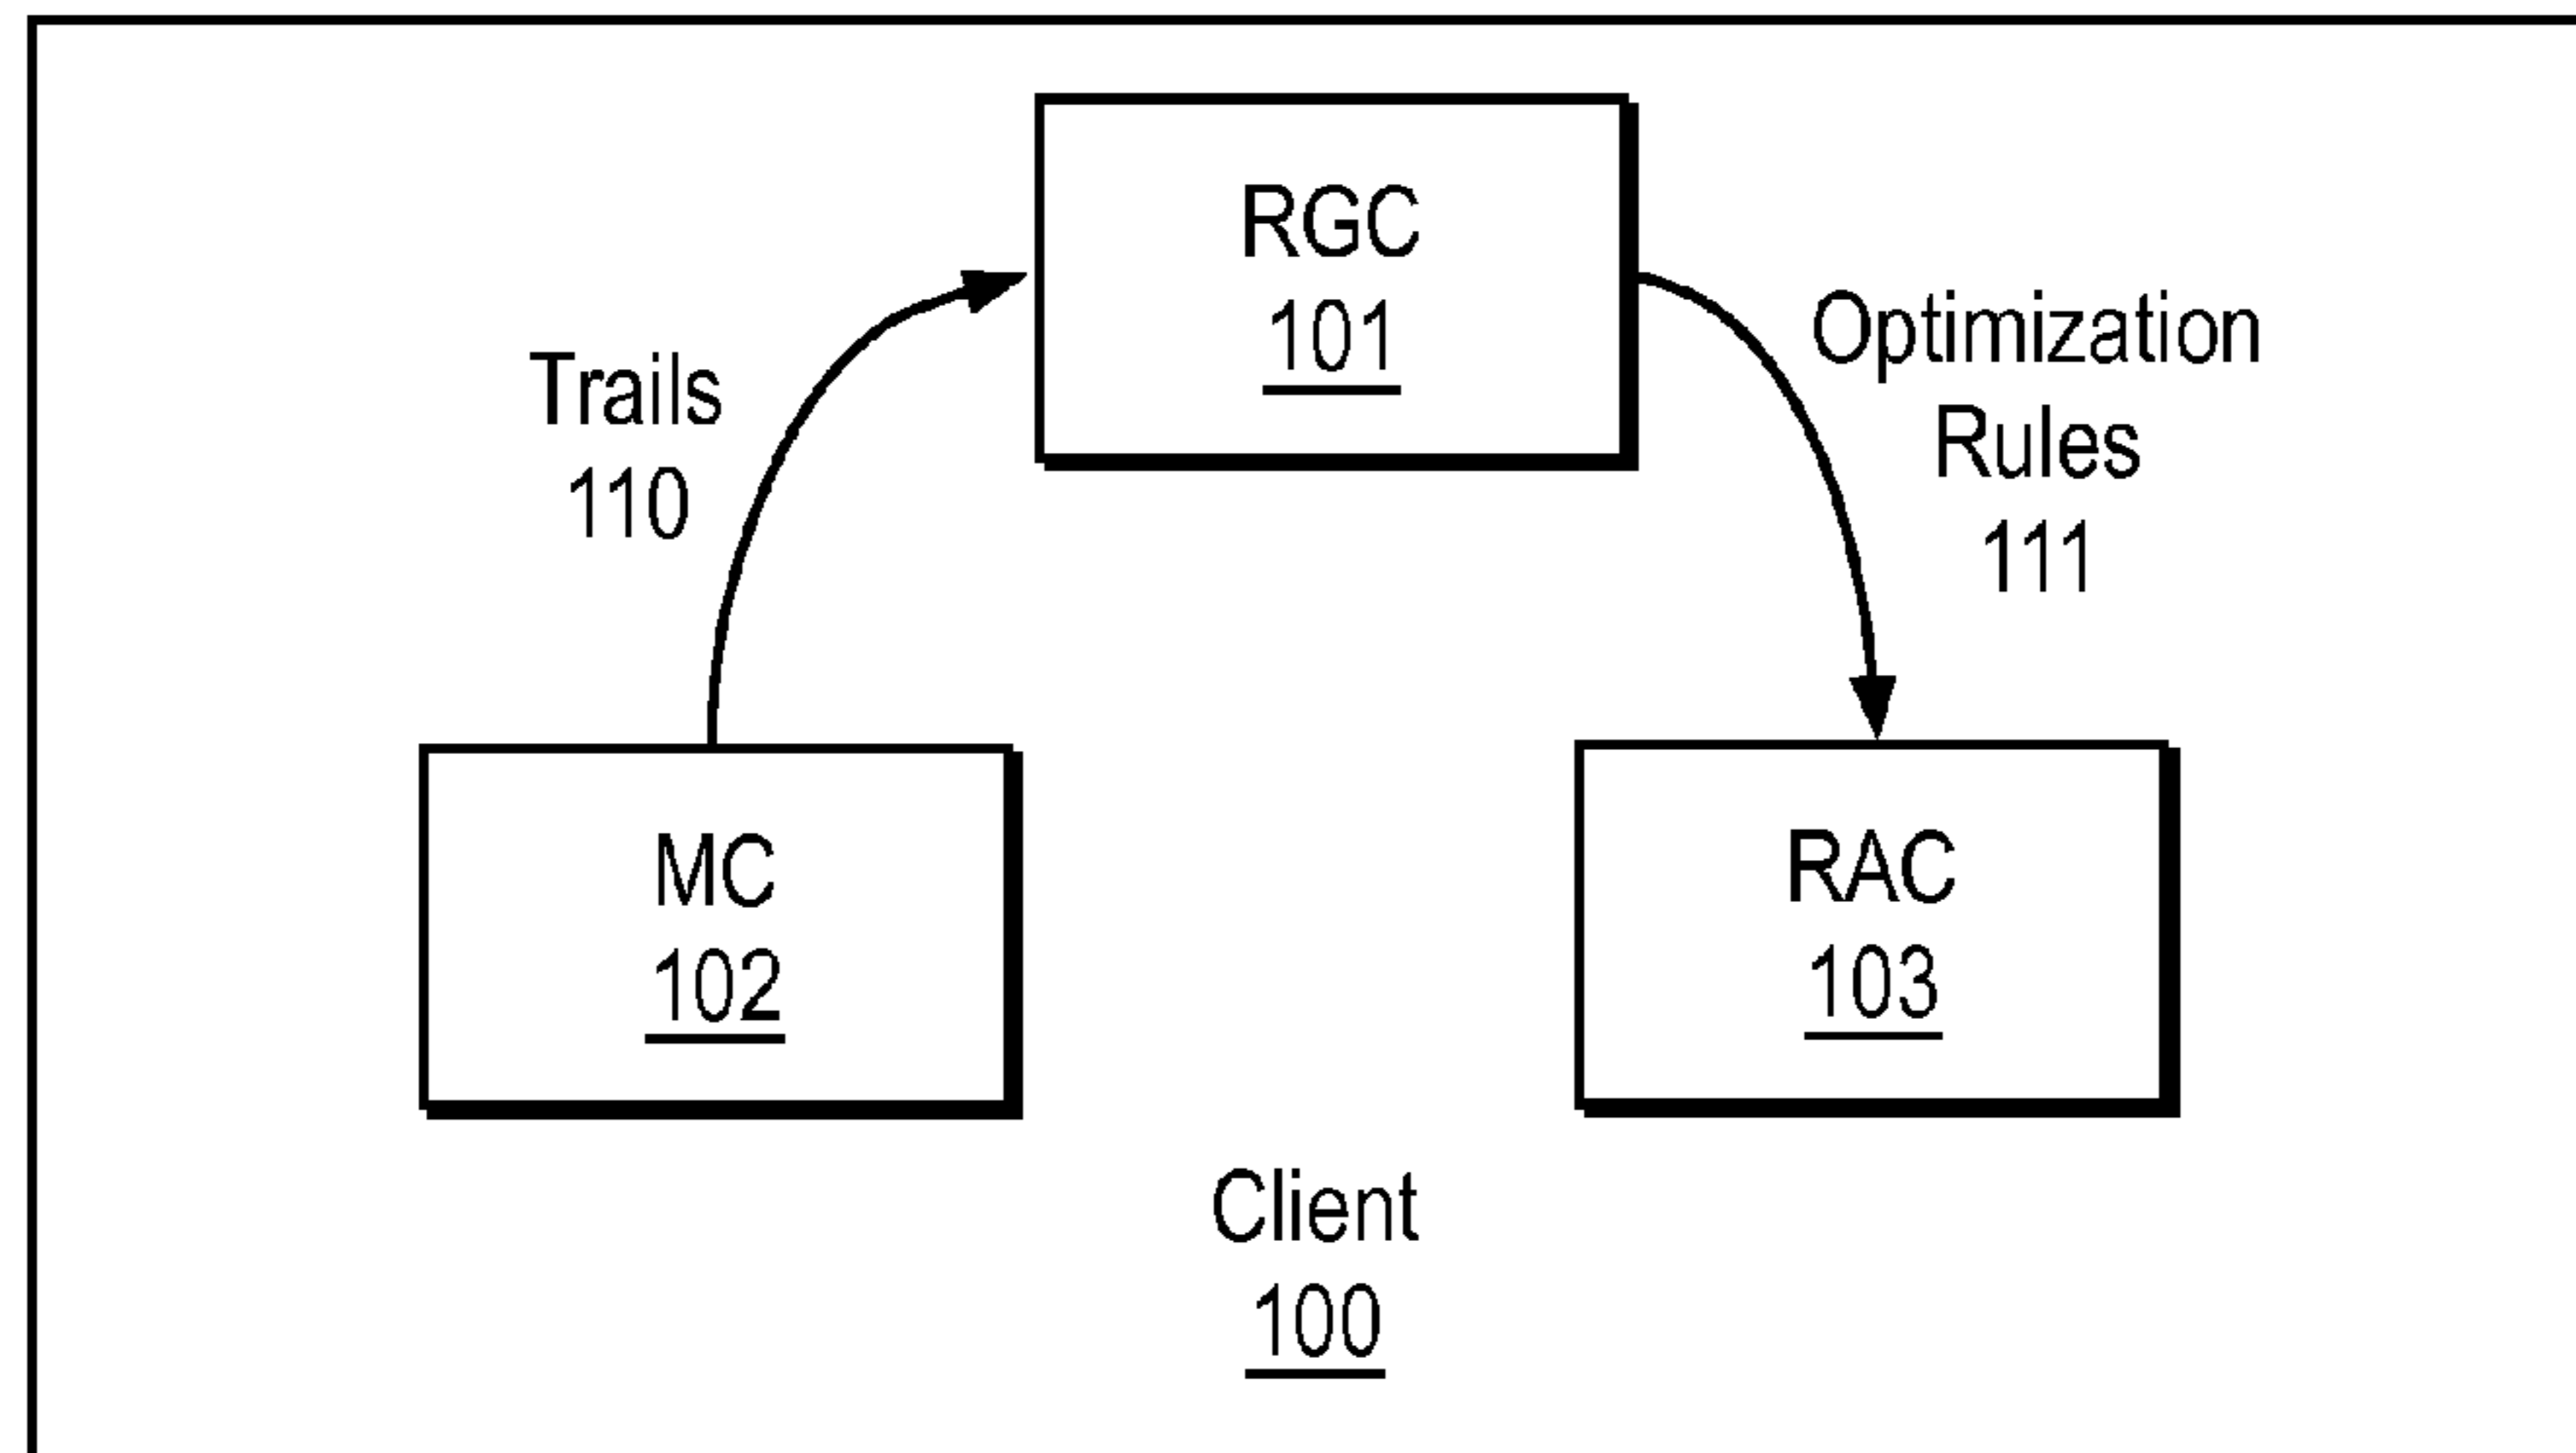 RGC
101
Trails
110
Optimization
Rules
111
MC
102
RAC
103
Client
100